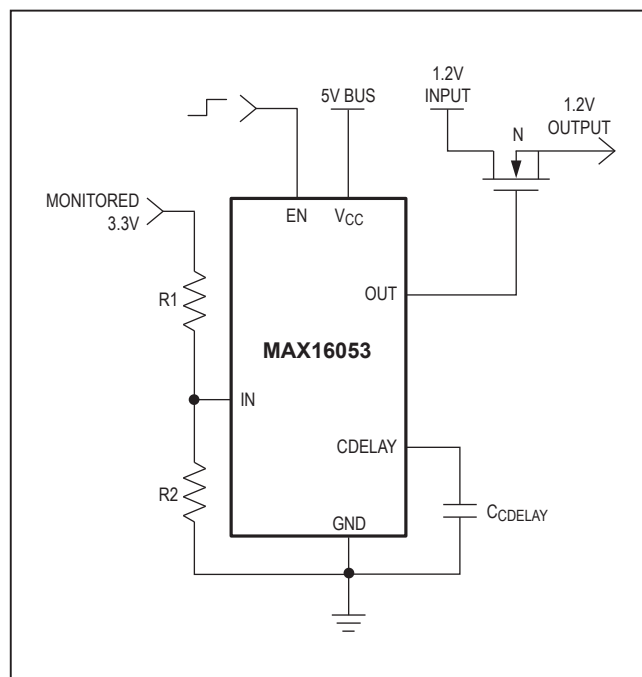 1.2V
INPUT
5V BUS
N
1.2V
OUTPUT
MONITORED
3.3V
EN
VCC
R1
OUT
MAX16053
IN
CDELAY
R2
CCDELAY
GND